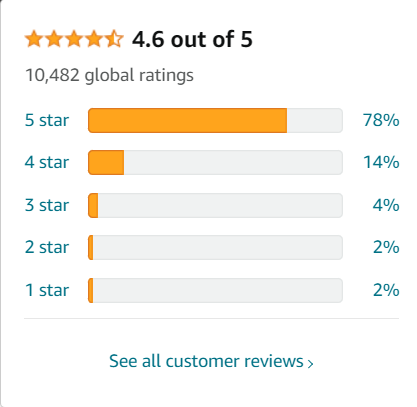 4.6 out of 5
10,482 global ratings
5 star 78%
4 star 14%
3 star 4%
2 star 2%
1 star 2%
See all customer reviews ›